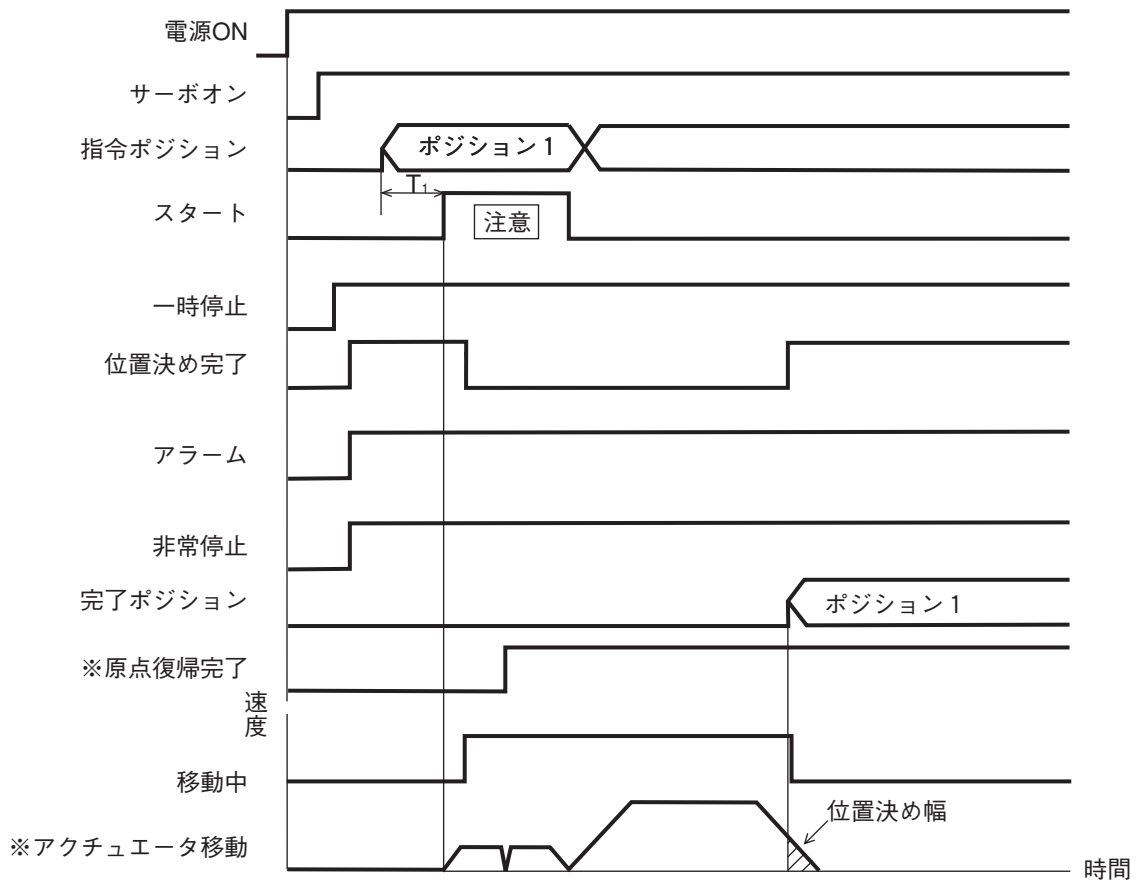 電源ON
サーボオン
指令ポジション
ポジション1
T₁
スタート
注意
一時停止
位置決め完了
アラーム
非常停止
完了ポジション
ポジション1
※原点復帰完了
速度
移動中
位置決め幅
※アクチュエータ移動
時間